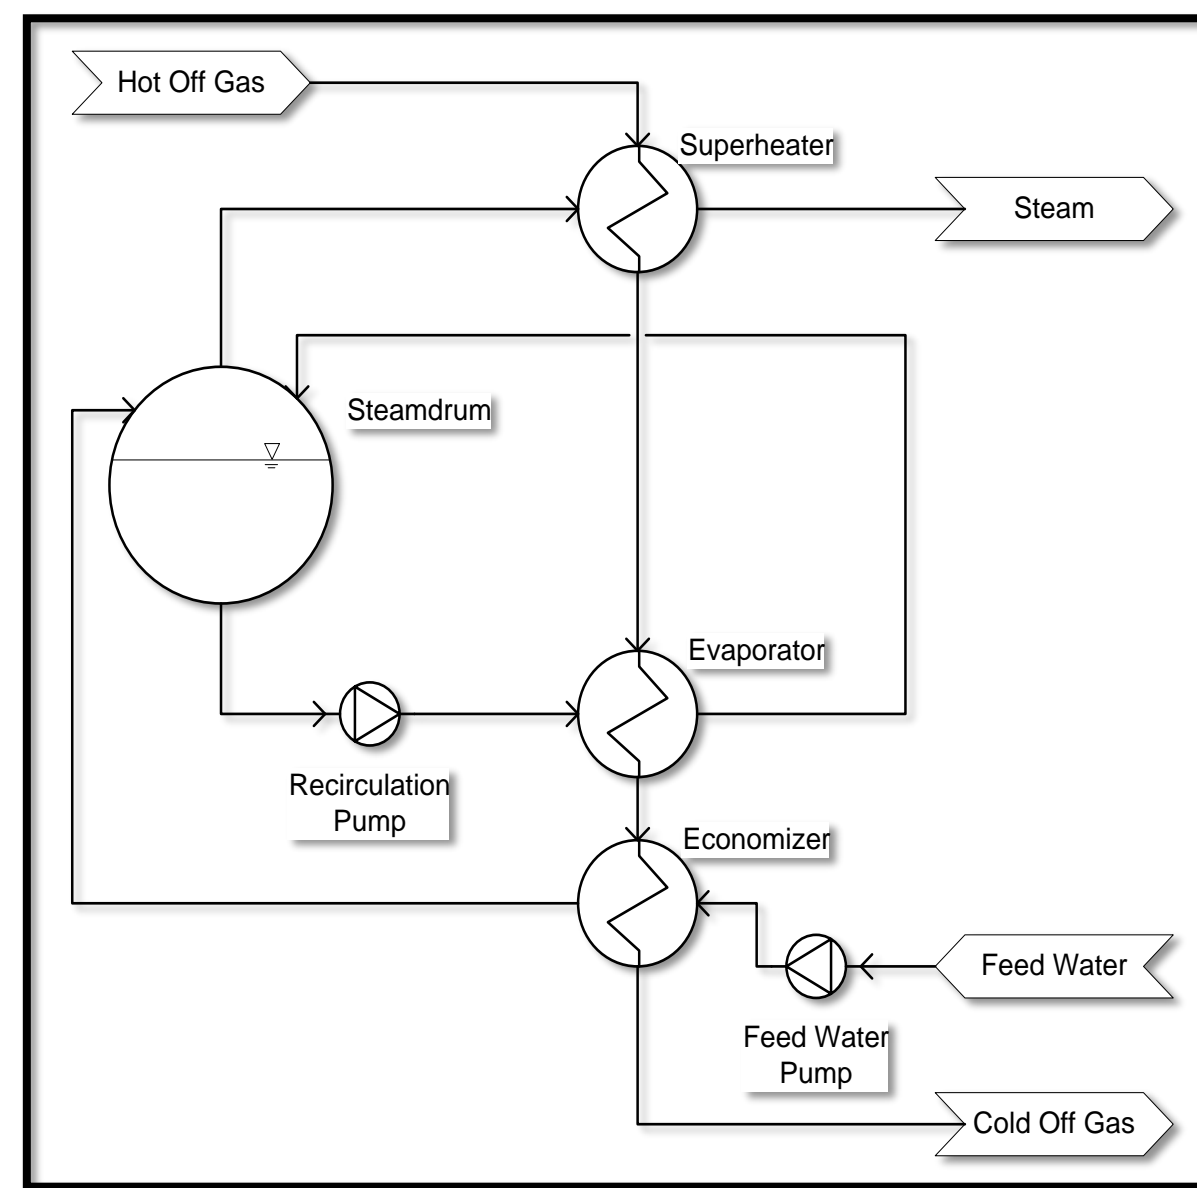 Hot Off Gas
Superheater
Steam
Steamdrum
Evaporator
Recirculation
Pump
Economizer
Feed Water
Feed Water
Pump
Cold Off Gas